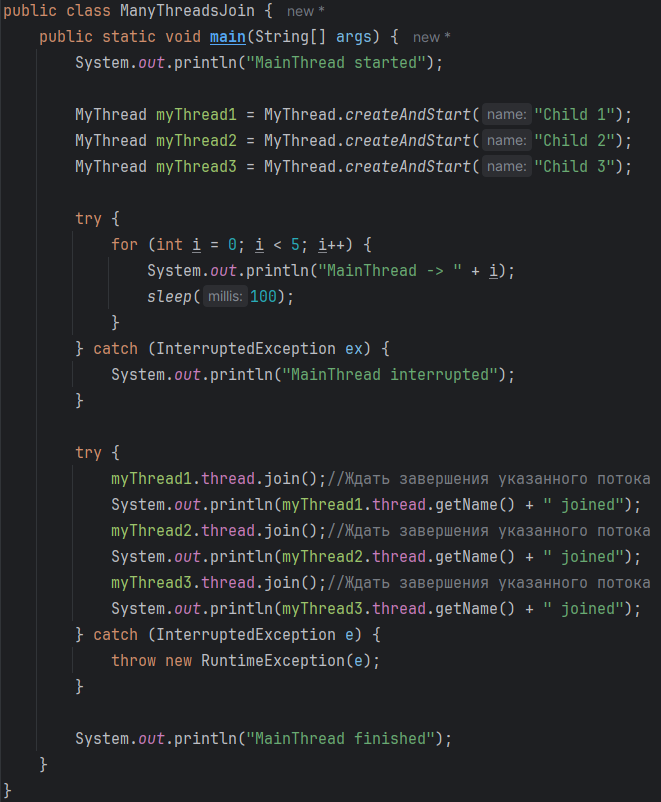 public class ManyThreadsJoin { new *
    public static void main(String[] args) { new *
        System.out.println("MainThread started");

        MyThread myThread1 = MyThread.createAndStart( name: "Child 1");
        MyThread myThread2 = MyThread.createAndStart( name: "Child 2");
        MyThread myThread3 = MyThread.createAndStart( name: "Child 3");

        try {
            for (int i = 0; i < 5; i++) {
                System.out.println("MainThread -> " + i);
                sleep( millis: 100);
            }
        } catch (InterruptedException ex) {
            System.out.println("MainThread interrupted");
        }

        try {
            myThread1.thread.join();//Ждать завершения указанного потока
            System.out.println(myThread1.thread.getName() + " joined");
            myThread2.thread.join();//Ждать завершения указанного потока
            System.out.println(myThread2.thread.getName() + " joined");
            myThread3.thread.join();//Ждать завершения указанного потока
            System.out.println(myThread3.thread.getName() + " joined");
        } catch (InterruptedException e) {
            throw new RuntimeException(e);
        }

        System.out.println("MainThread finished");
    }
}